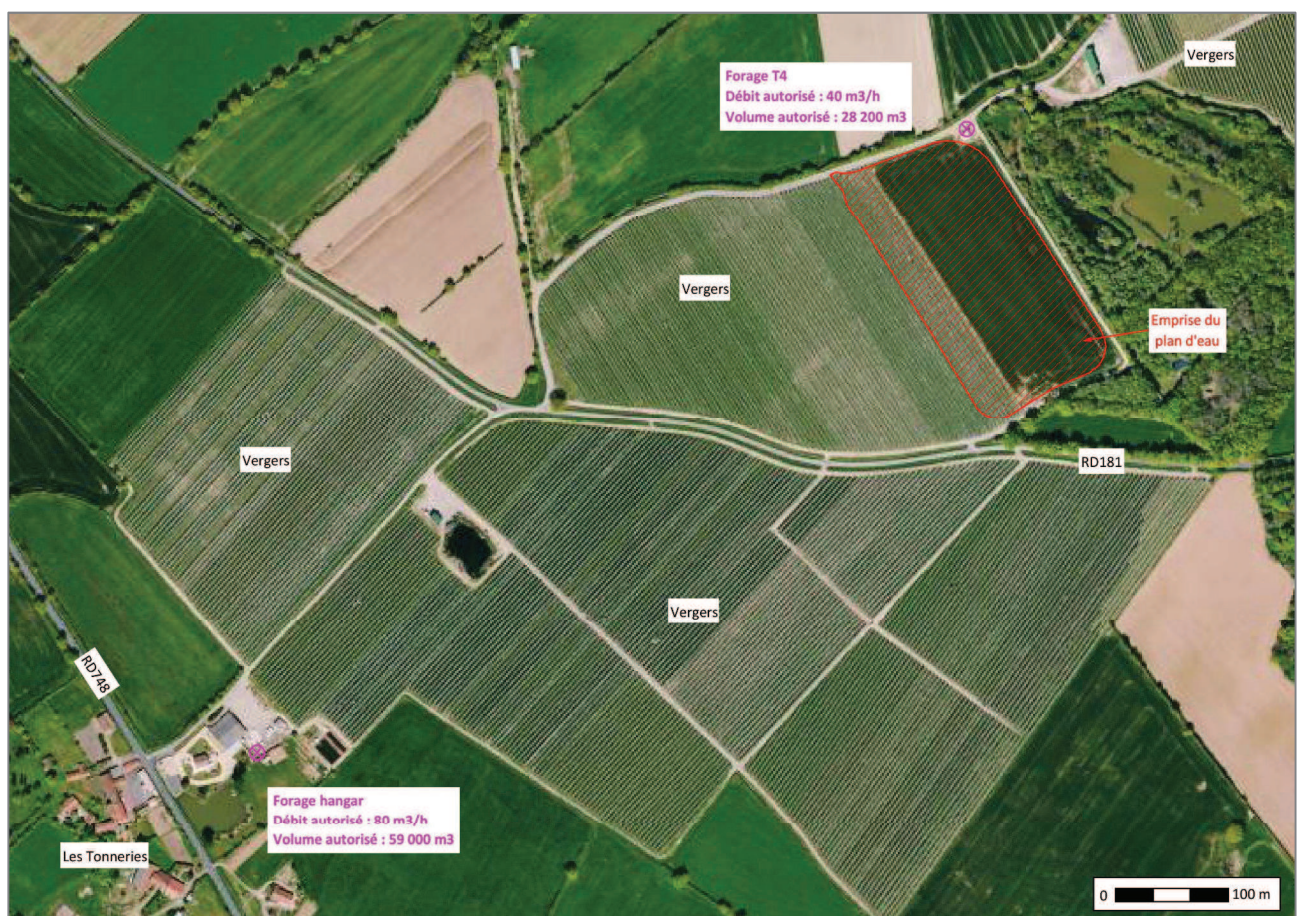 Vergers
Forage T4
Débit autorisé : 40 m3/h
Volume autorisé : 28 200 m3
Vergers
Emprise du
plan d'eau
Vergers
RD181
Vergers
RD748
Forage hangar
Débit autorisé : 80 m3/h
Volume autorisé : 59 000 m3
Les Tonneries
0 100 m